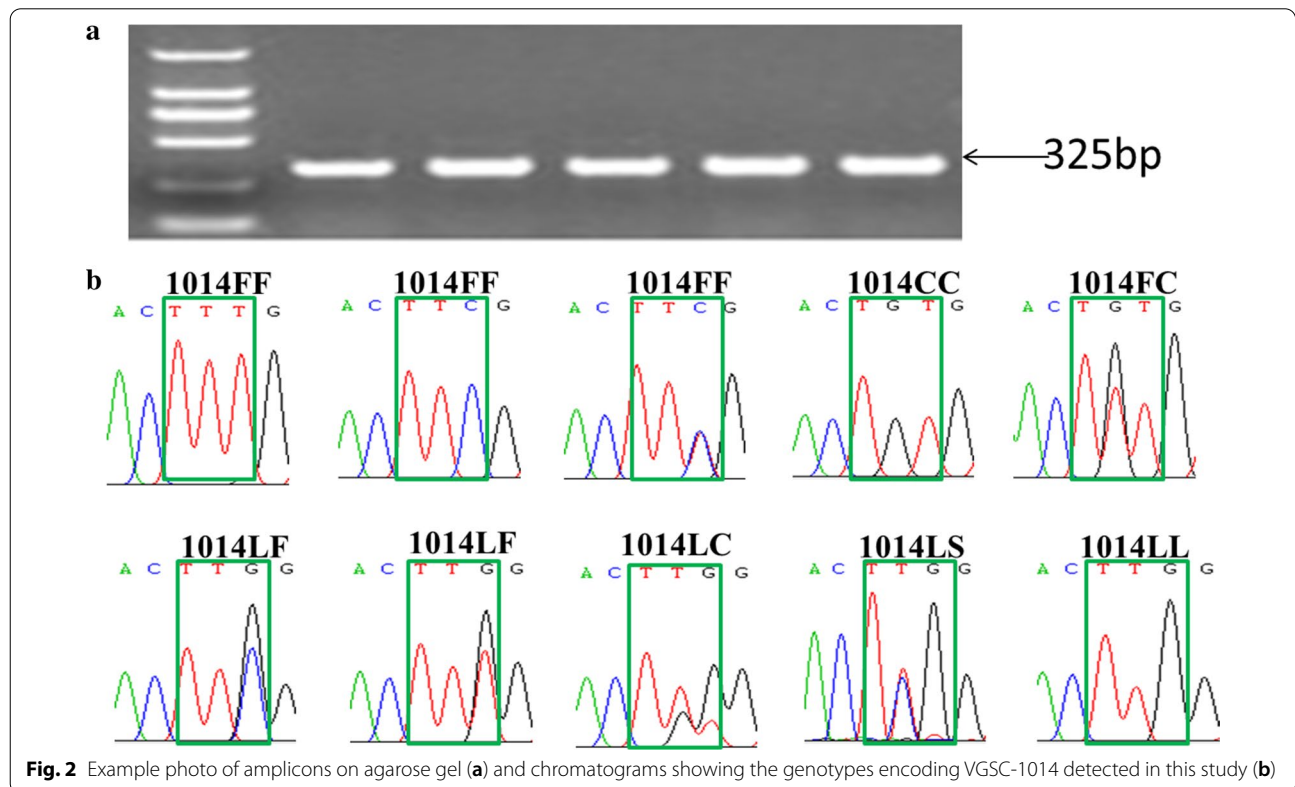 a
325bp
b
1014FF 1014FF 1014FF 1014CC 1014FC
A C T T T G A C T T C G A C T T C G A C T G T G A C T G T G
1014LF 1014LF 1014LC 1014LS 1014LL
A C T T G G A C T T G G A C T T G G A C T T G G A C T T G G
Fig. 2 Example photo of amplicons on agarose gel (a) and chromatograms showing the genotypes encoding VGSC-1014 detected in this study (b)